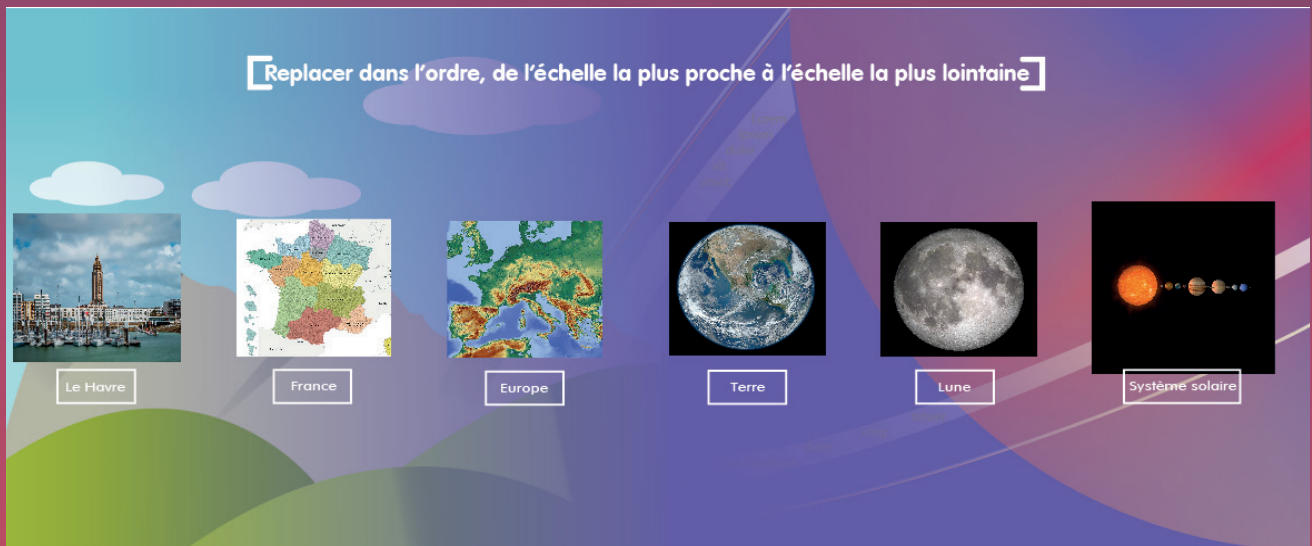 Replacer dans l'ordre, de l'échelle la plus proche à l'échelle la plus lointaine
Le Havre
France
Europe
Terre
Lune
Système solaire